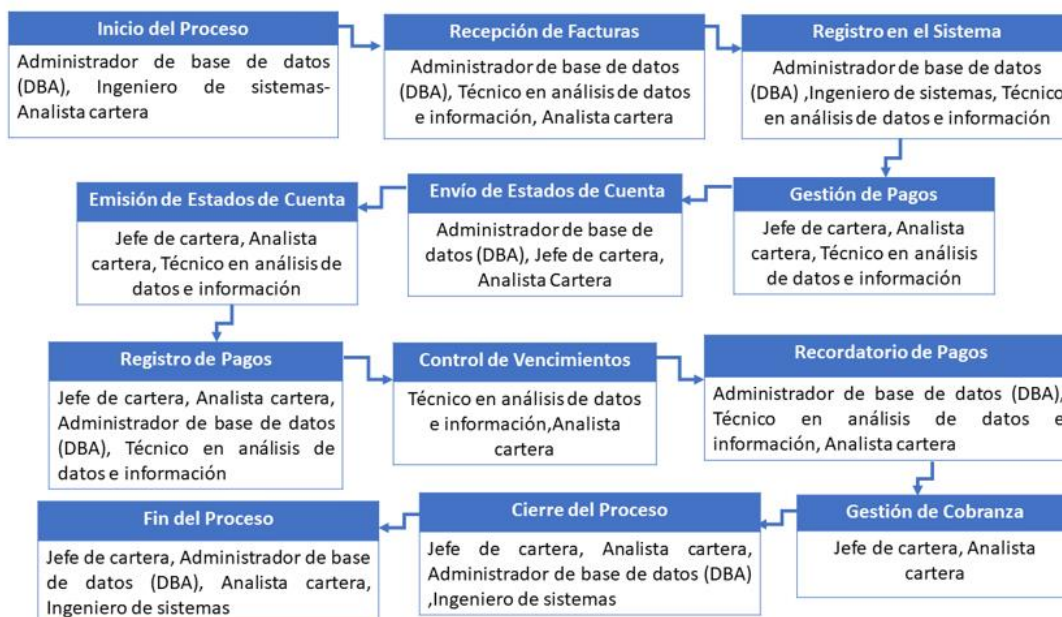 Inicio del Proceso
Administrador de base de datos
(DBA), Ingeniero de sistemas-
Analista cartera
Recepción de Facturas
Administrador de base de datos
(DBA), Técnico en análisis de datos
e información, Analista cartera
Registro en el Sistema
Administrador de base de datos
(DBA) ,Ingeniero de sistemas, Técnico
en análisis de datos e información
Gestión de Pagos
Jefe de cartera, Analista
cartera, Técnico en análisis
de datos e información
Envío de Estados de Cuenta
Administrador de base de
datos (DBA), Jefe de cartera,
Analista Cartera
Emisión de Estados de Cuenta
Jefe de cartera, Analista
cartera, Técnico en análisis de
datos e información
Registro de Pagos
Jefe de cartera, Analista cartera,
Administrador de base de datos
(DBA), Técnico en análisis de
datos e información
Control de Vencimientos
Técnico en análisis de datos
e información,Analista
cartera
Recordatorio de Pagos
Administrador de base de datos (DBA),
Técnico en análisis de datos e
información, Analista cartera
Gestión de Cobranza
Jefe de cartera, Analista
cartera
Cierre del Proceso
Jefe de cartera, Analista cartera,
Administrador de base de datos (DBA)
,Ingeniero de sistemas
Fin del Proceso
Jefe de cartera, Administrador de base
de datos (DBA), Analista cartera,
Ingeniero de sistemas